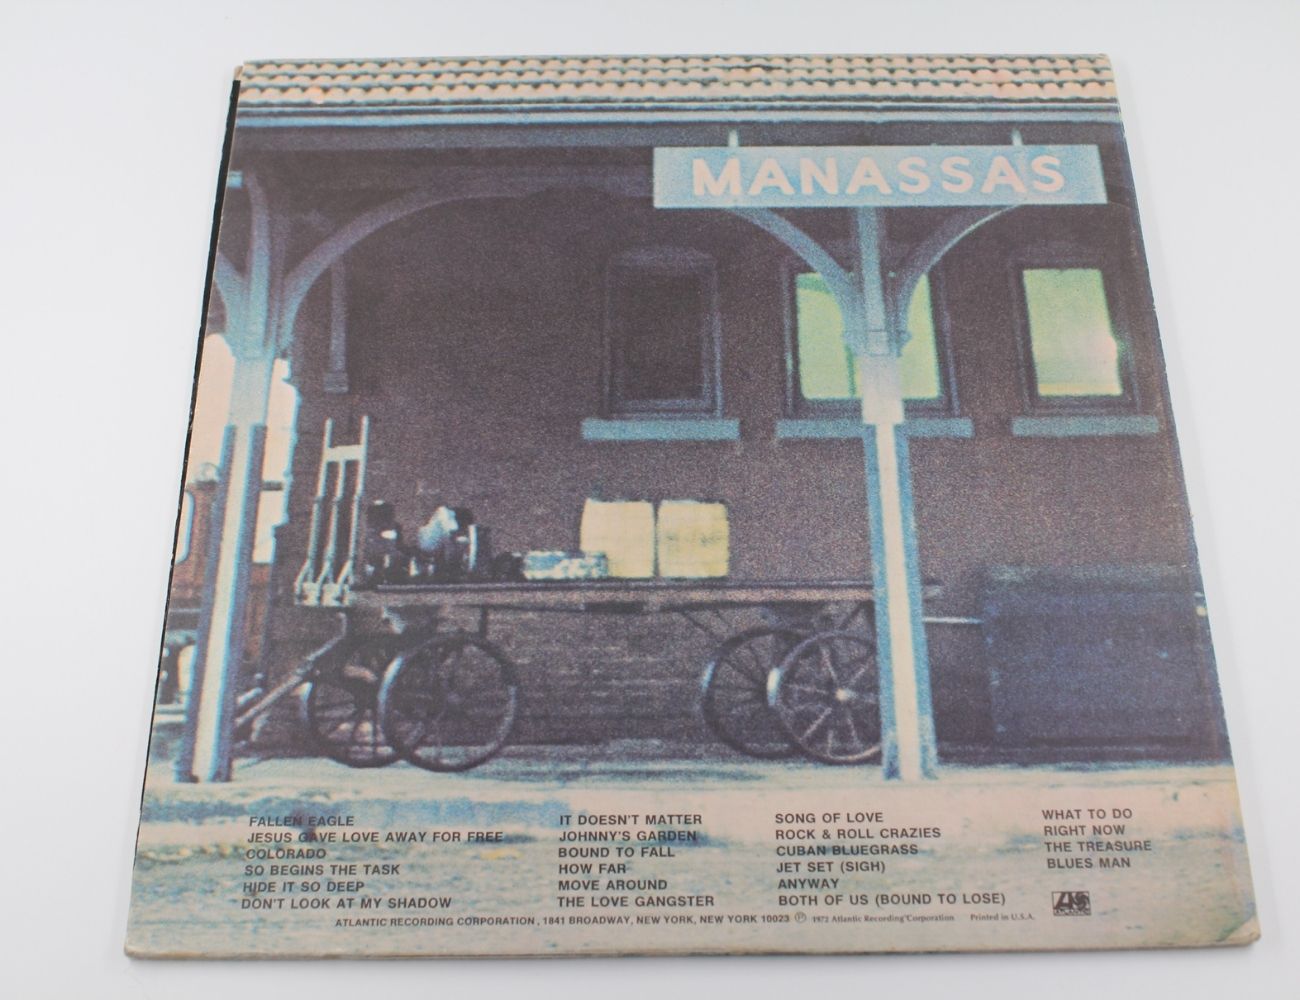 MANASSAS
FALLEN EAGLE
JESUS GAVE LOVE AWAY FOR FREE
COLORADO
SO BEGINS THE TASK
HIDE IT SO DEEP
DON'T LOOK AT MY SHADOW
IT DOESN'T MATTER
JOHNNY'S GARDEN
BOUND TO FALL
HOW FAR
MOVE AROUND
THE LOVE GANGSTER
SONG OF LOVE
ROCK & ROLL CRAZIES
CUBAN BLUEGRASS
JET SET (SIGH)
ANYWAY
BOTH OF US (BOUND TO LOSE)
WHAT TO DO
RIGHT NOW
THE TREASURE
BLUES MAN
ATLANTIC
ATLANTIC RECORDING CORPORATION, 1841 BROADWAY, NEW YORK, NEW YORK 10023 ℗ 1972 Atlantic Recording Corporation Printed in U.S.A.